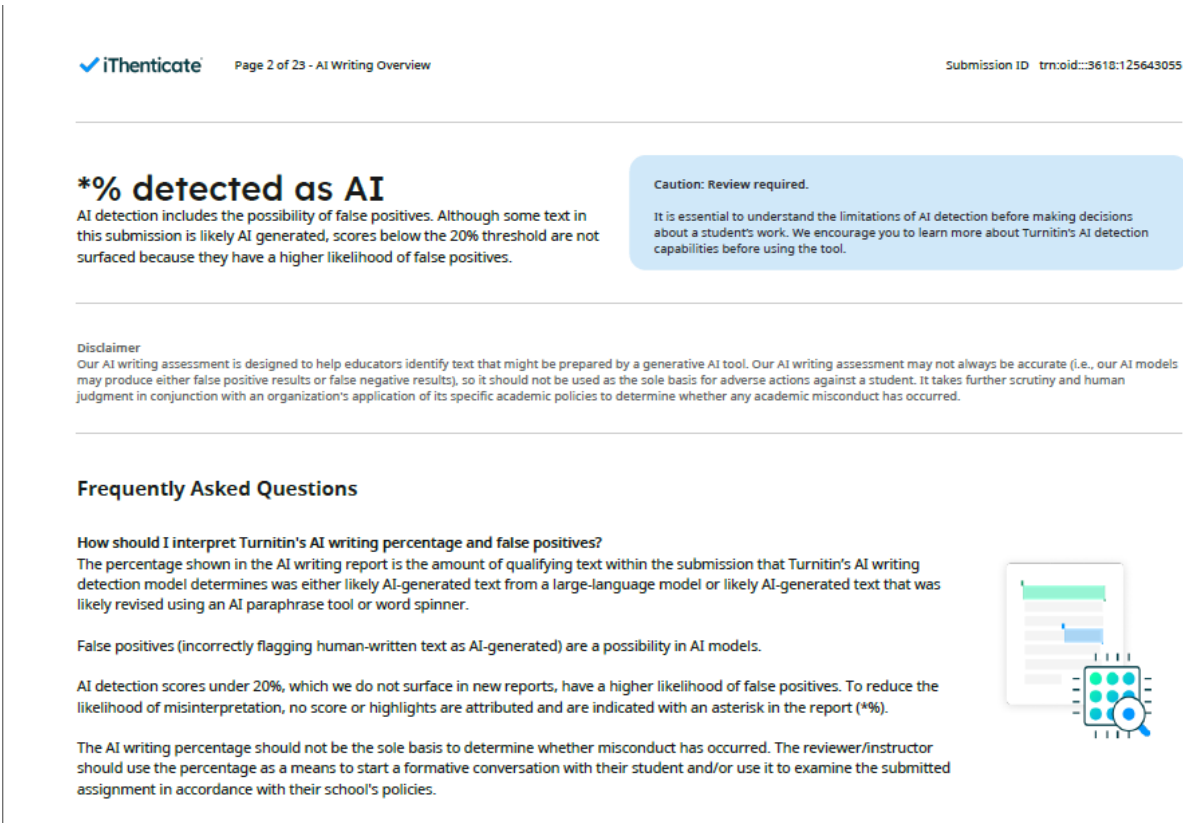 iThenticate
Page 2 of 23 - AI Writing Overview
Submission ID trn:oid:::3618:125643055
*% detected as AI
AI detection includes the possibility of false positives. Although some text in
this submission is likely AI generated, scores below the 20% threshold are not
surfaced because they have a higher likelihood of false positives.
Caution: Review required.
It is essential to understand the limitations of AI detection before making decisions
about a student's work. We encourage you to learn more about Turnitin's AI detection
capabilities before using the tool.
Disclaimer
Our AI writing assessment is designed to help educators identify text that might be prepared by a generative AI tool. Our AI writing assessment may not always be accurate (i.e., our AI models
may produce either false positive results or false negative results), so it should not be used as the sole basis for adverse actions against a student. It takes further scrutiny and human
judgment in conjunction with an organization's application of its specific academic policies to determine whether any academic misconduct has occurred.
Frequently Asked Questions
How should I interpret Turnitin's AI writing percentage and false positives?
The percentage shown in the AI writing report is the amount of qualifying text within the submission that Turnitin's AI writing
detection model determines was either likely AI-generated text from a large-language model or likely AI-generated text that was
likely revised using an AI paraphrase tool or word spinner.
False positives (incorrectly flagging human-written text as AI-generated) are a possibility in AI models.
AI detection scores under 20%, which we do not surface in new reports, have a higher likelihood of false positives. To reduce the
likelihood of misinterpretation, no score or highlights are attributed and are indicated with an asterisk in the report (*%).
The AI writing percentage should not be the sole basis to determine whether misconduct has occurred. The reviewer/instructor
should use the percentage as a means to start a formative conversation with their student and/or use it to examine the submitted
assignment in accordance with their school's policies.